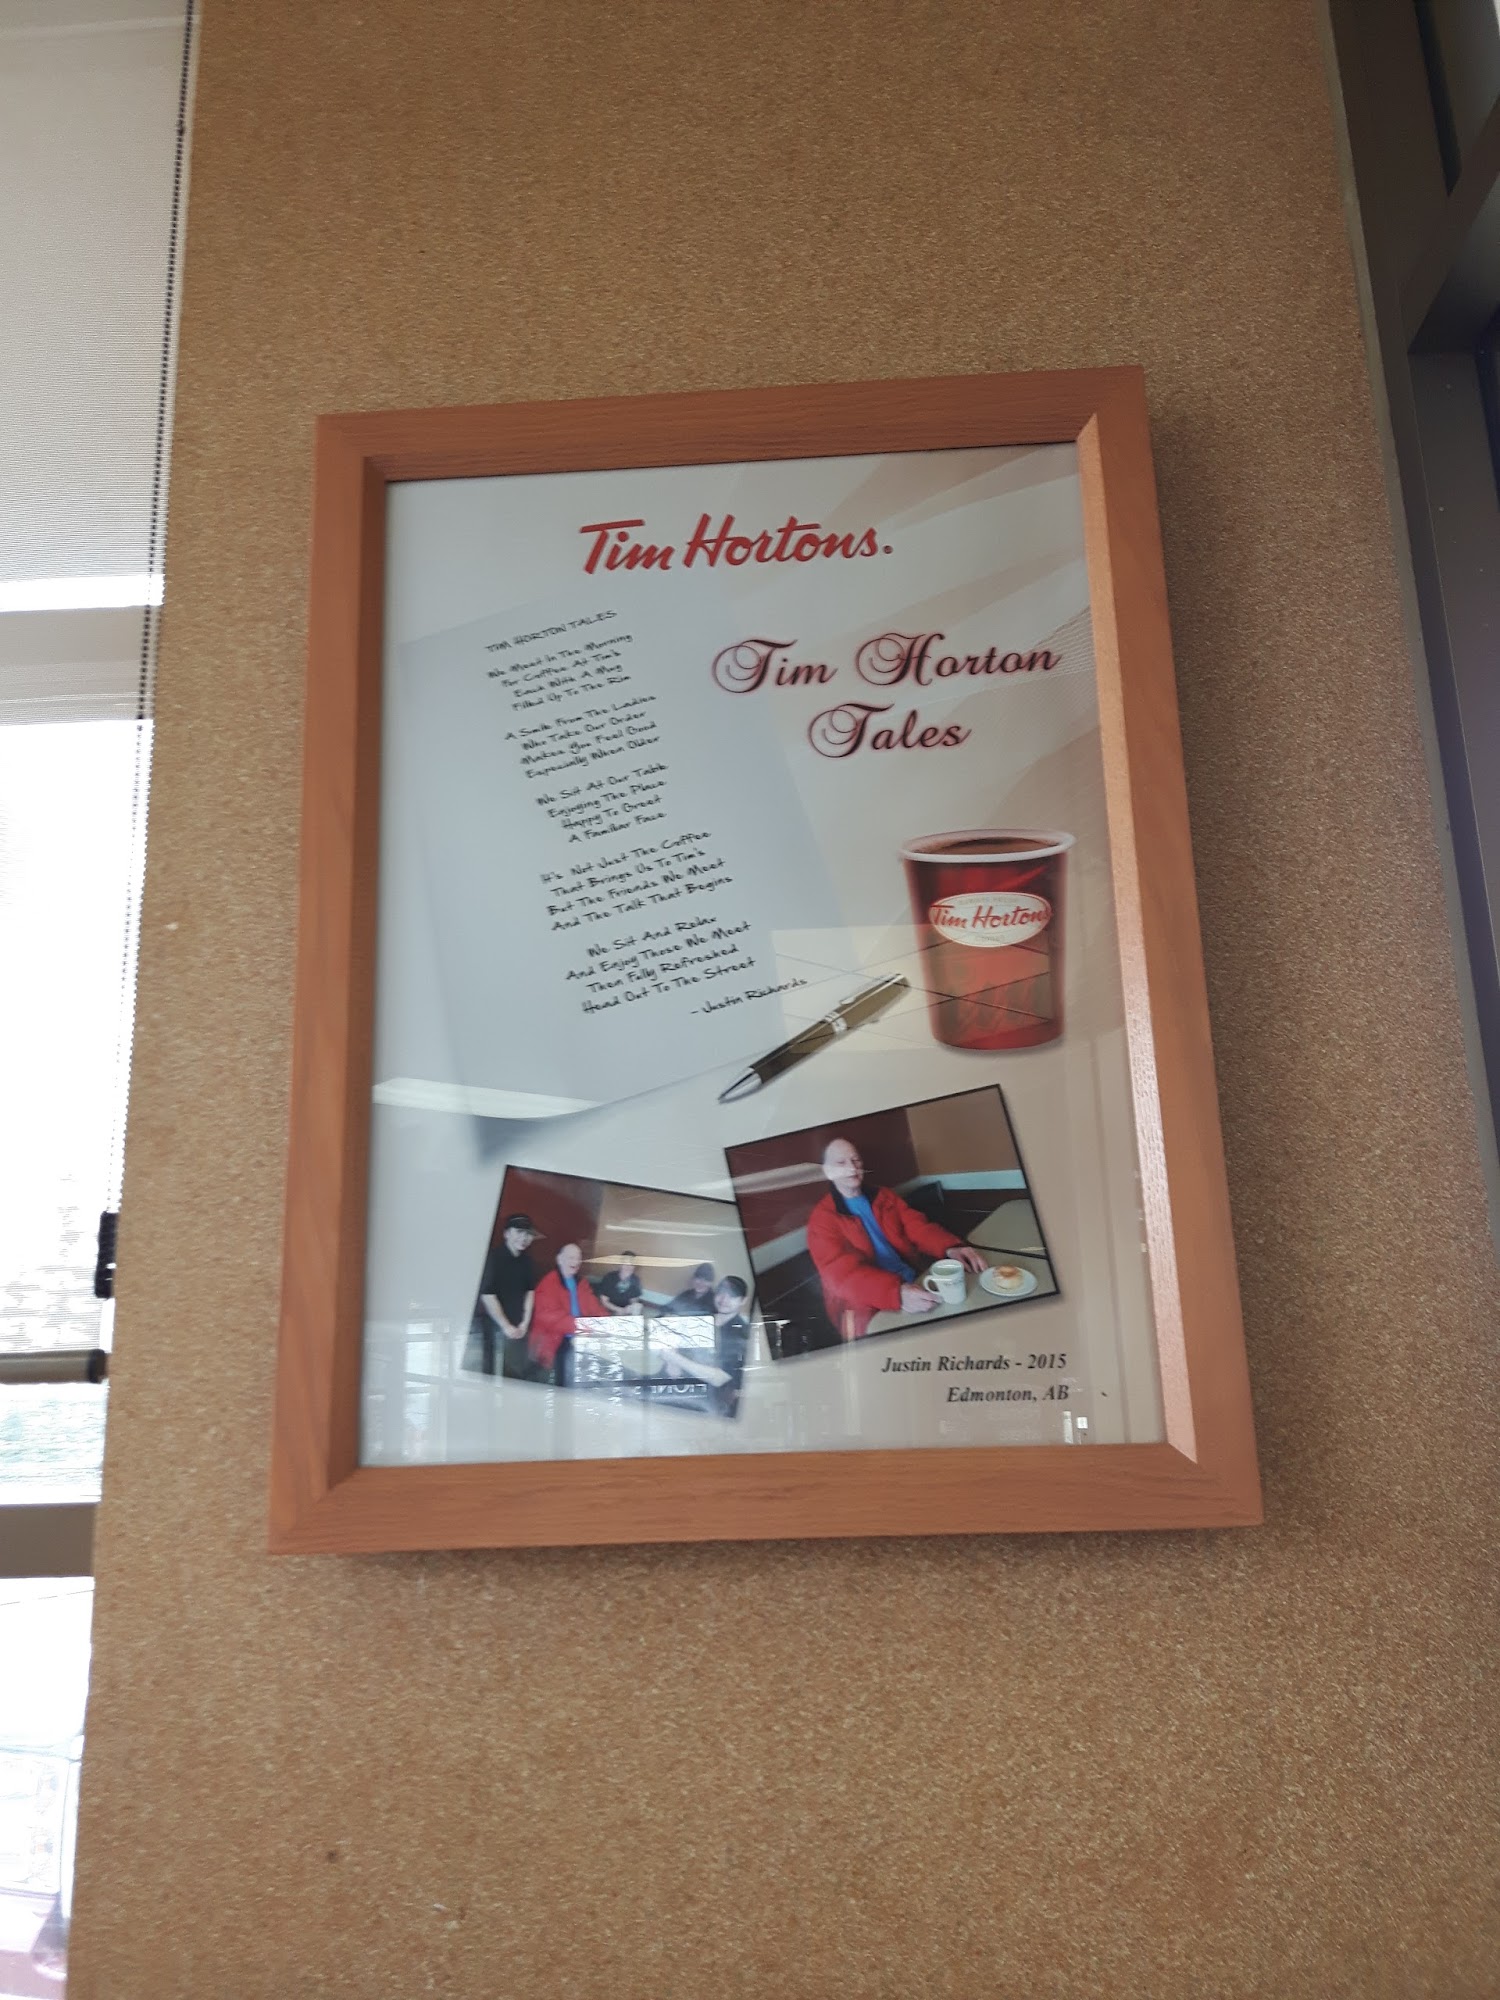 Tim Hortons.
TIM HORTON TALES
We Meet In The Morning
For Coffee At Tim's
Each With A Mug
Filled Up To The Rim
A Smile From The Ladies
Who Take Our Order
Makes You Feel Good
Especially When Older
We Sit At Our Table
Enjoying The Place
Happy To Greet
A Familiar Face
It's Not Just The Coffee
That Brings Us To Tim's
But The Friends We Meet
And The Talk That Begins
We Sit And Relax
And Enjoy Those We Meet
Then Fully Refreshed
Head Out To The Street
- Justin Richards
Tim Horton
Tales
Tim Hortons
Justin Richards - 2015
Edmonton, AB